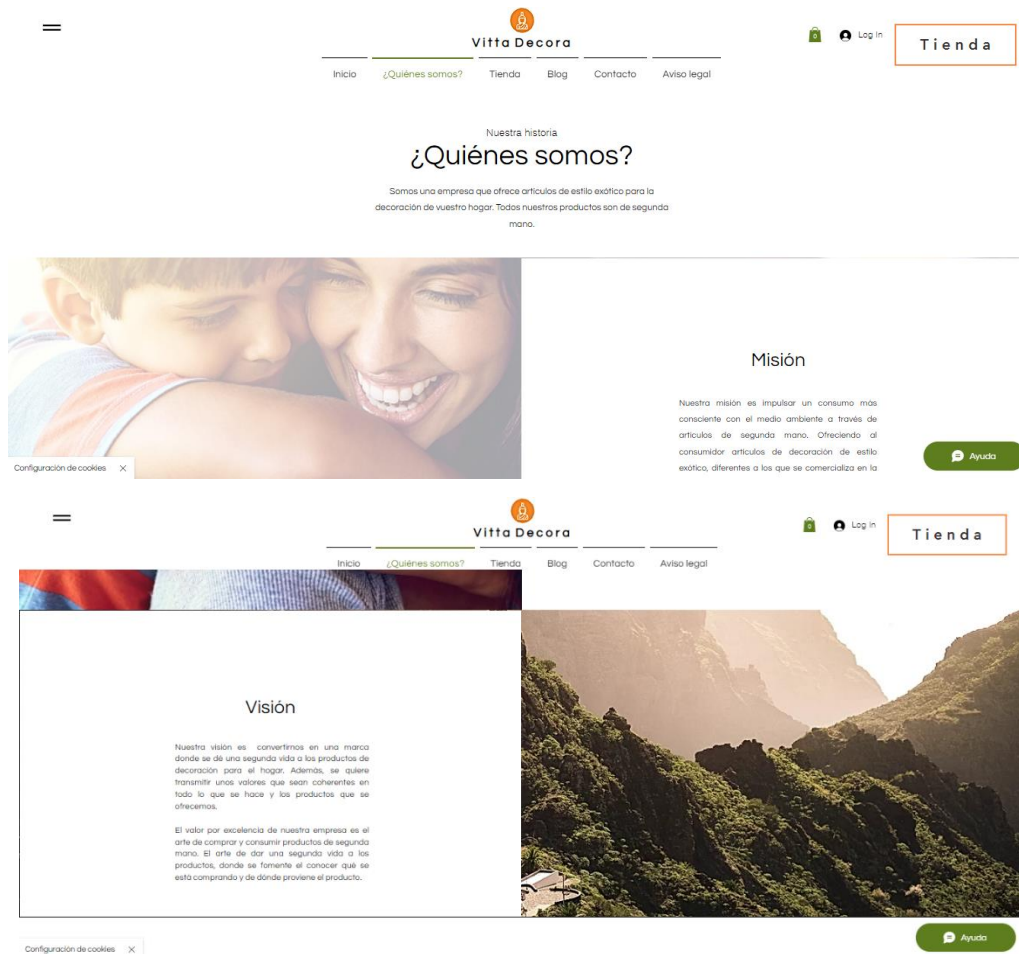 Vitta Decora
0
Log In
Tienda
Inicio ¿Quiénes somos? Tienda Blog Contacto Aviso legal
Nuestra historia
¿Quiénes somos?
Somos una empresa que ofrece artículos de estilo exótico para la
decoración de vuestro hogar. Todos nuestros productos son de segunda
mano.
Misión
Nuestra misión es impulsar un consumo más
consciente con el medio ambiente a través de
artículos de segunda mano. Ofreciendo al
consumidor artículos de decoración de estilo
exótico, diferentes a los que se comercializa en la
Configuración de cookies X
Ayuda
Vitta Decora
0
Log In
Tienda
Inicio ¿Quiénes somos? Tienda Blog Contacto Aviso legal
Visión
Nuestra visión es convertirnos en una marca
donde se dé una segunda vida a los productos de
decoración para el hogar. Además, se quiere
transmitir unos valores que sean coherentes en
todo lo que se hace y los productos que se
ofrecemos.
El valor por excelencia de nuestra empresa es el
arte de comprar y consumir productos de segunda
mano. El arte de dar una segunda vida a los
productos, donde se fomente el conocer qué se
está comprando y de dónde proviene el producto.
Configuración de cookies X
Ayuda